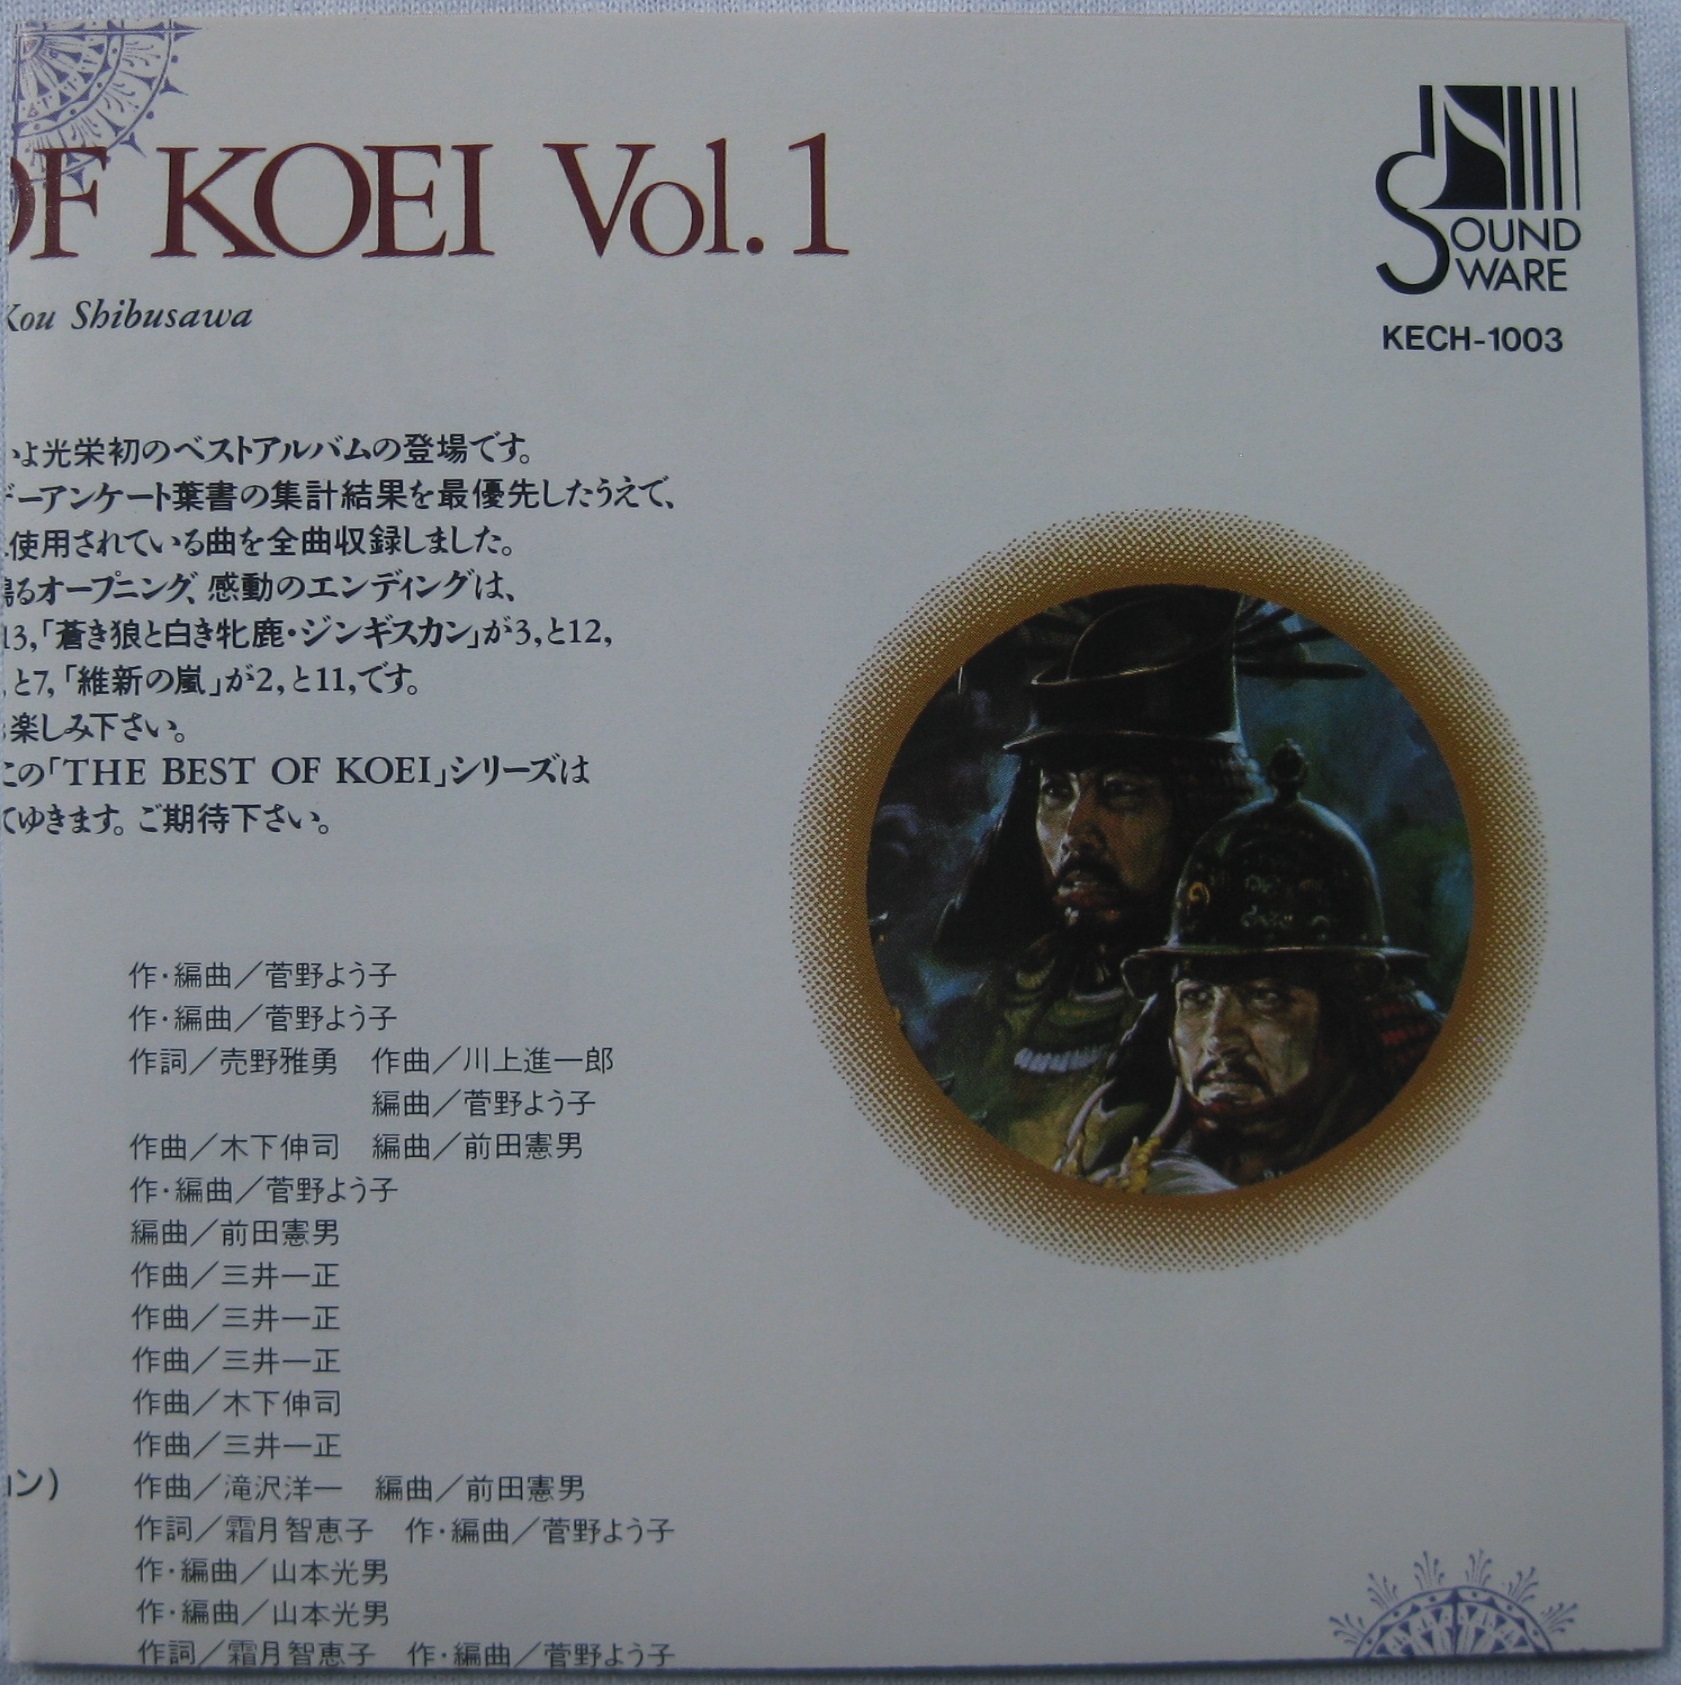 OF KOEI Vol.1
SOUND
WARE
Kou Shibusawa
KECH-1003
よ光栄初のベストアルバムの登場です。
ーアンケート葉書の集計結果を最優先したうえで、
使用されている曲を全曲収録しました。
鳴るオープニング、感動のエンディングは、
13,「蒼き狼と白き牝鹿・ジンギスカン」が3,と12,
,と7,「維新の嵐」が2,と11,です。
楽しみ下さい。
この「THE BEST OF KOEI」シリーズは
てゆきます。ご期待下さい。
作・編曲／菅野よう子
作・編曲／菅野よう子
作詞／売野雅勇 作曲／川上進一郎
編曲／菅野よう子
作曲／木下伸司 編曲／前田憲男
作・編曲／菅野よう子
編曲／前田憲男
作曲／三井一正
作曲／三井一正
作曲／三井一正
作曲／木下伸司
作曲／三井一正
ン) 作曲／滝沢洋一 編曲／前田憲男
作詞／霜月智恵子 作・編曲／菅野よう子
作・編曲／山本光男
作・編曲／山本光男
作詞／霜月智恵子 作・編曲／菅野よう子